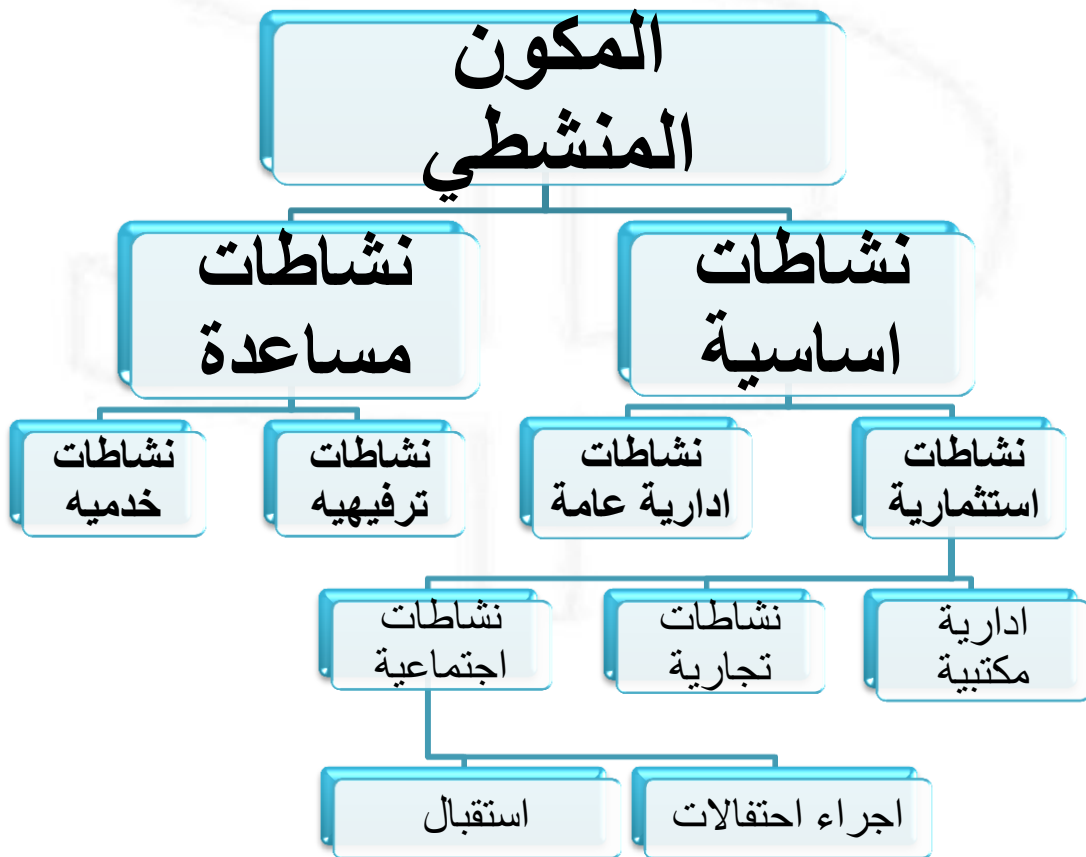 المكون
المنشطي
نشاطات
اساسية
نشاطات
مساعدة
نشاطات
استثمارية
نشاطات
ادارية عامة
نشاطات
ترفيهيه
نشاطات
خدميه
ادارية
مكتبية
نشاطات
تجارية
نشاطات
اجتماعية
اجراء احتفالات
استقبال